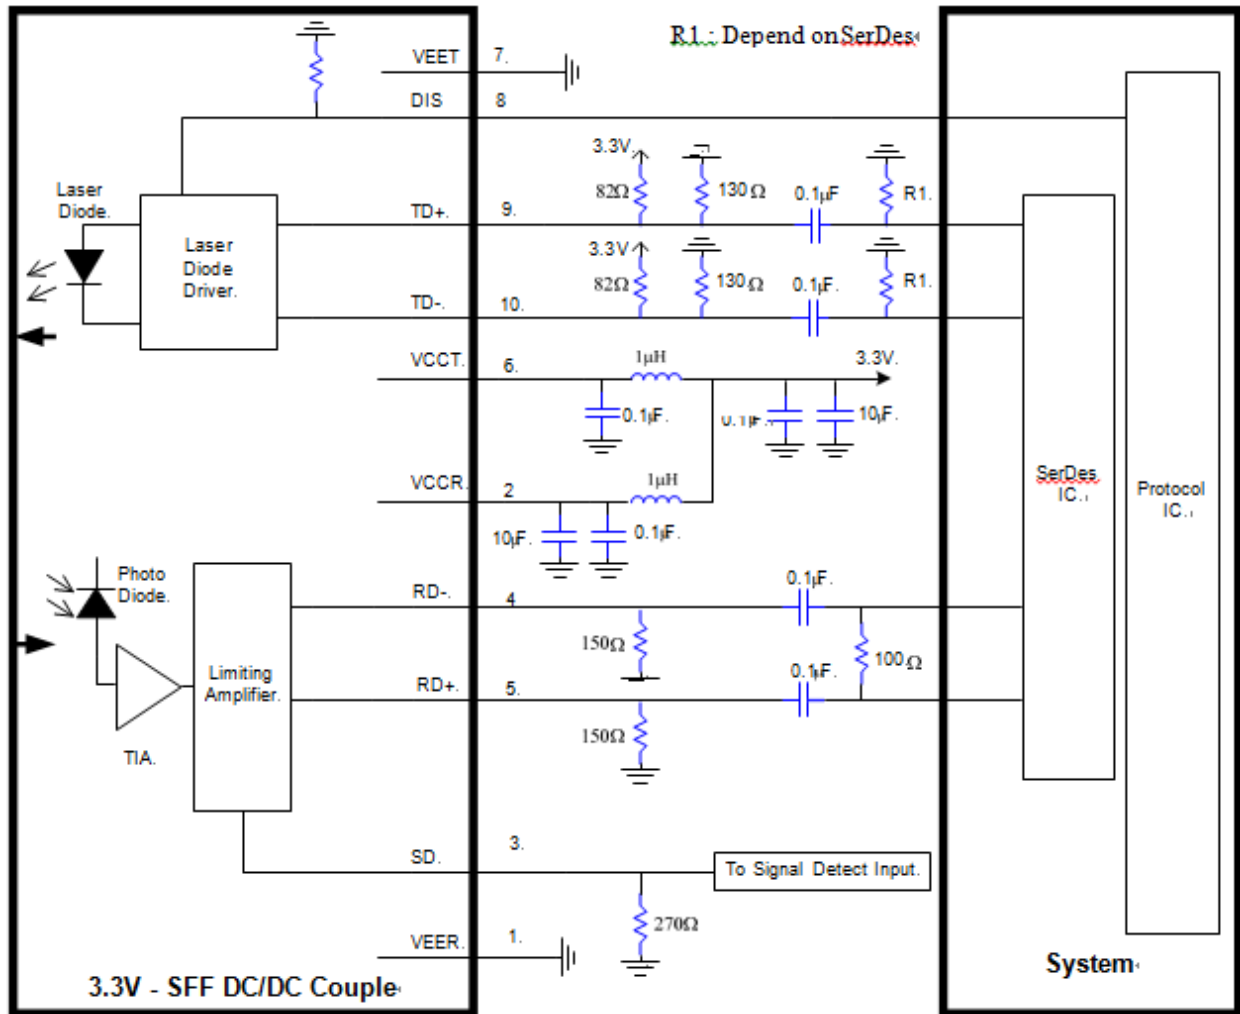 R1 : Depend on SerDes
VEET 7.
DIS 8
3.3V.
82Ω 130 Ω 0.1µF R1.
Laser
Diode.
TD+. 9.
Laser
Diode
Driver.
3.3V
82Ω 130Ω 0.1µF. R1.
TD-. 10.
VCCT. 6. 1µH 3.3V.
0.1µF. 0.1µF. 10µF.
VCCR. 2 1µH
10µF. 0.1µF.
SerDes
IC.
Protocol
IC.
Photo
Diode.
RD-. 4 0.1µF.
150Ω 100Ω
Limiting
Amplifier.
RD+. 5. 0.1µF.
150Ω
TIA.
SD. 3.
To Signal Detect Input.
270Ω
VEER. 1.
3.3V - SFF DC/DC Couple
System